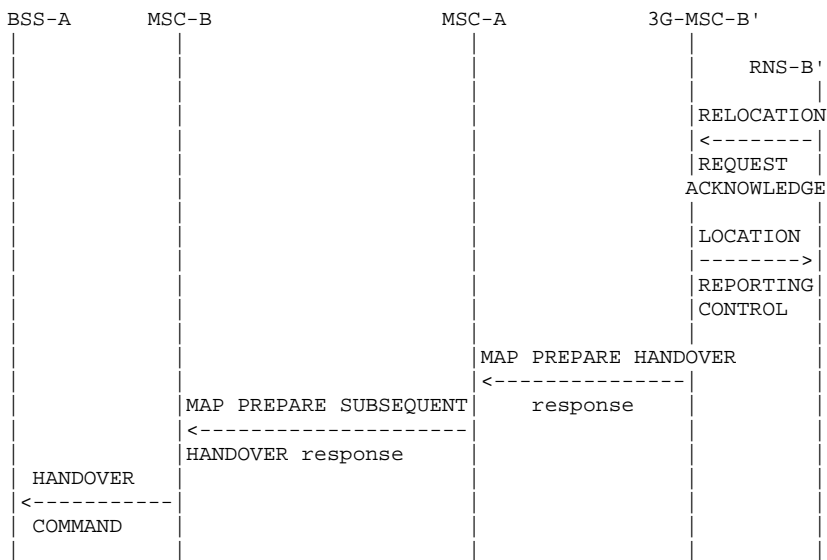 BSS-A MSC-B MSC-A 3G-MSC-B'
RNS-B'
RELOCATION
REQUEST
ACKNOWLEDGE
LOCATION
REPORTING
CONTROL
MAP PREPARE HANDOVER
MAP PREPARE SUBSEQUENT response
HANDOVER response
HANDOVER
COMMAND